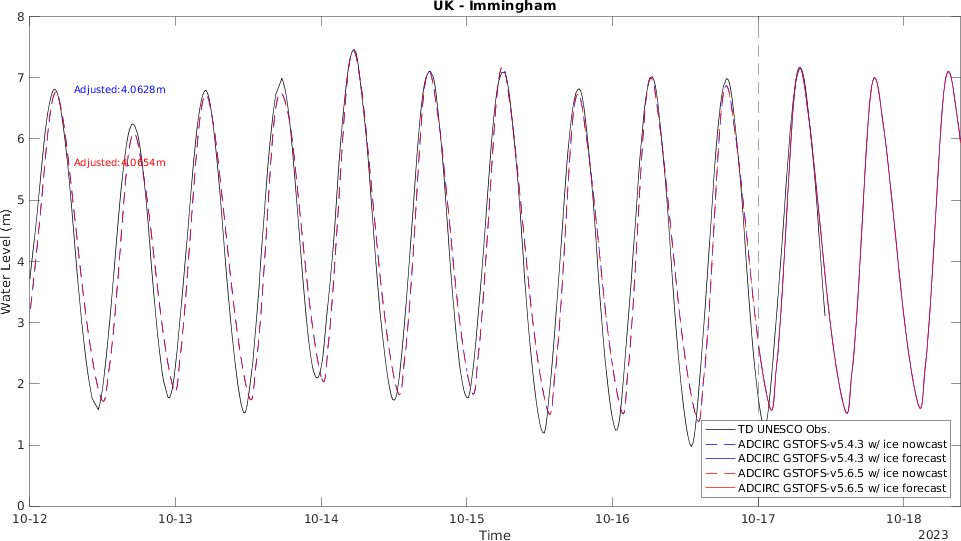 UK - Immingham
8
7
6
5
4
3
2
1
0
Water Level (m)
Adjusted:4.0628m
Adjusted:4.0654m
TD UNESCO Obs.
ADCIRC GSTOFS-v5.4.3 w/ ice nowcast
ADCIRC GSTOFS-v5.4.3 w/ ice forecast
ADCIRC GSTOFS-v5.6.5 w/ ice nowcast
ADCIRC GSTOFS-v5.6.5 w/ ice forecast
10-12 10-13 10-14 10-15 10-16 10-17 10-18
Time
2023